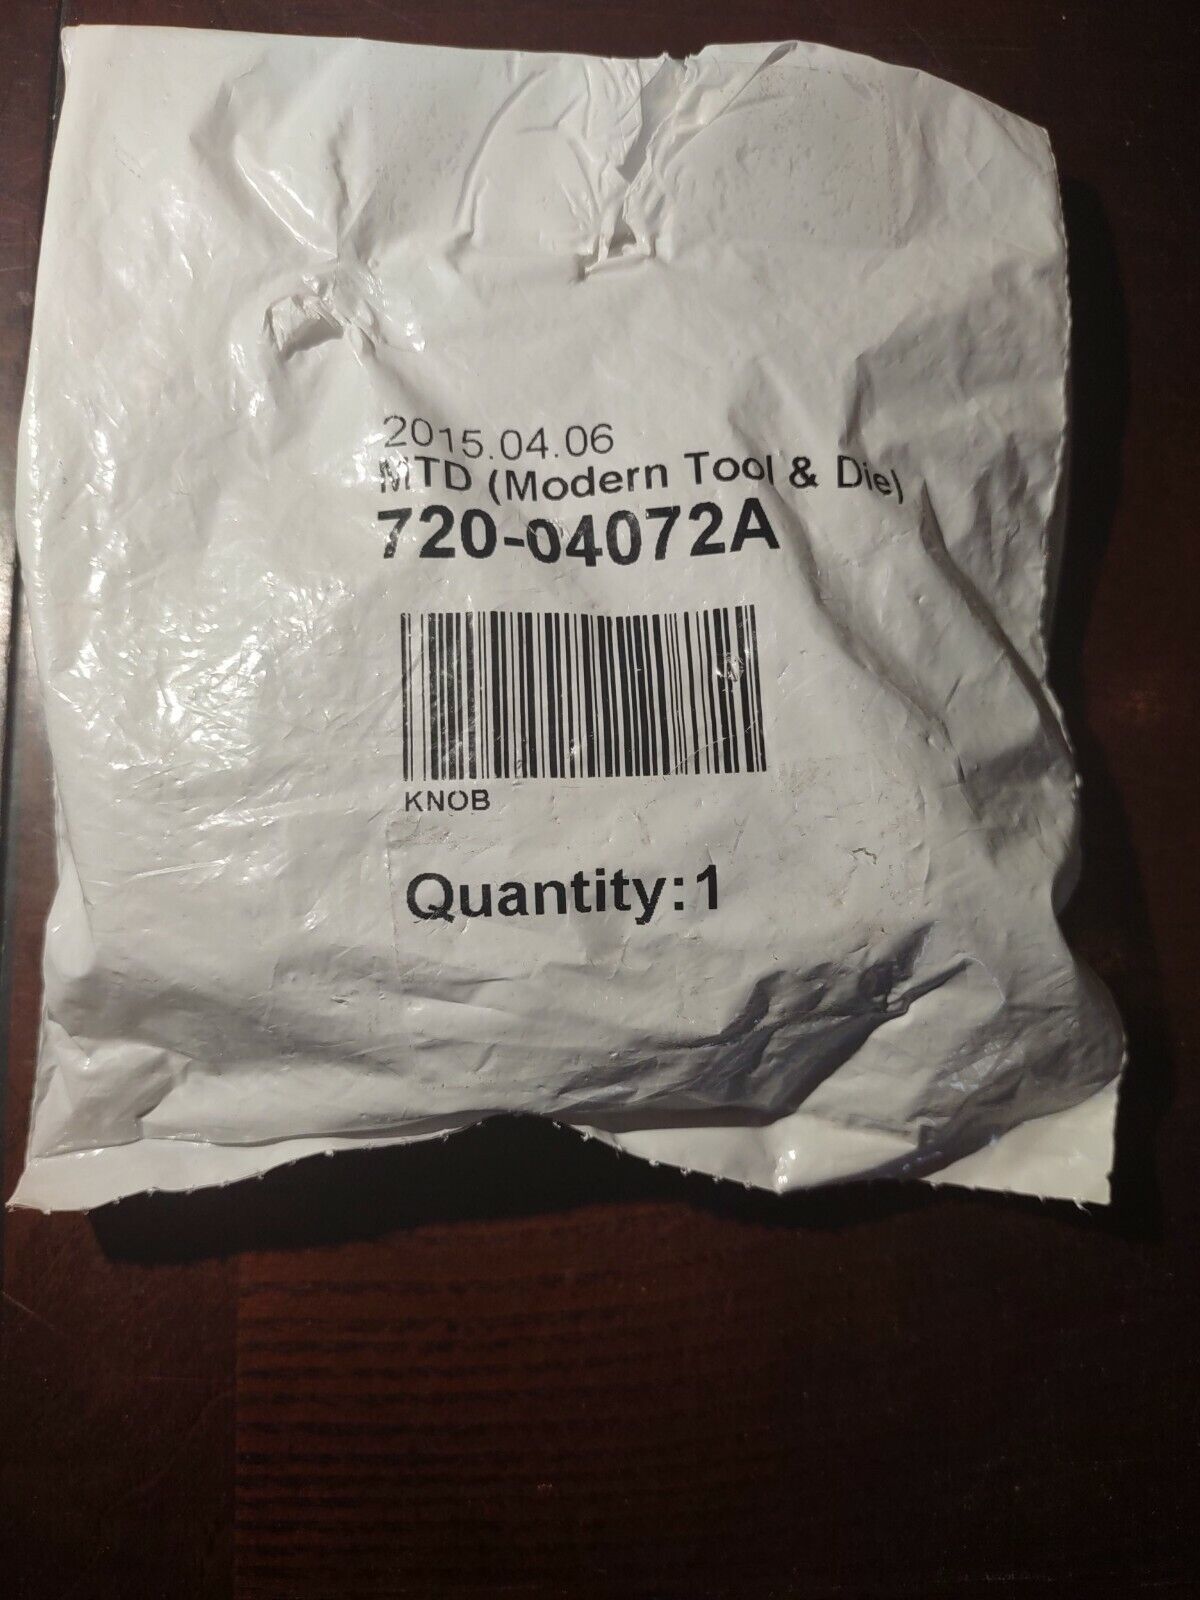 2015.04.06
MTD (Modern Tool & Die)
720-04072A
KNOB
Quantity: 1